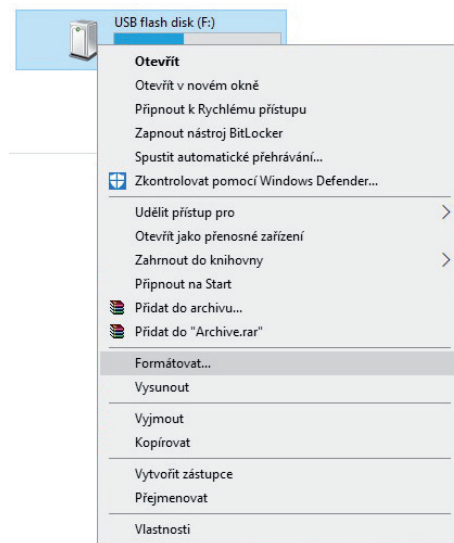 USB flash disk (F:)
Otevřít
Otevřít v novém okně
Připnout k Rychlému přístupu
Zapnout nástroj BitLocker
Spustit automatické přehrávání...
Zkontrolovat pomocí Windows Defender...
Udělit přístup pro
Otevřít jako přenosné zařízení
Zahrnout do knihovny
Připnout na Start
Přidat do archivu...
Přidat do "Archive.rar"
Formátovat...
Vysunout
Vyjmout
Kopírovat
Vytvořit zástupce
Přejmenovat
Vlastnosti